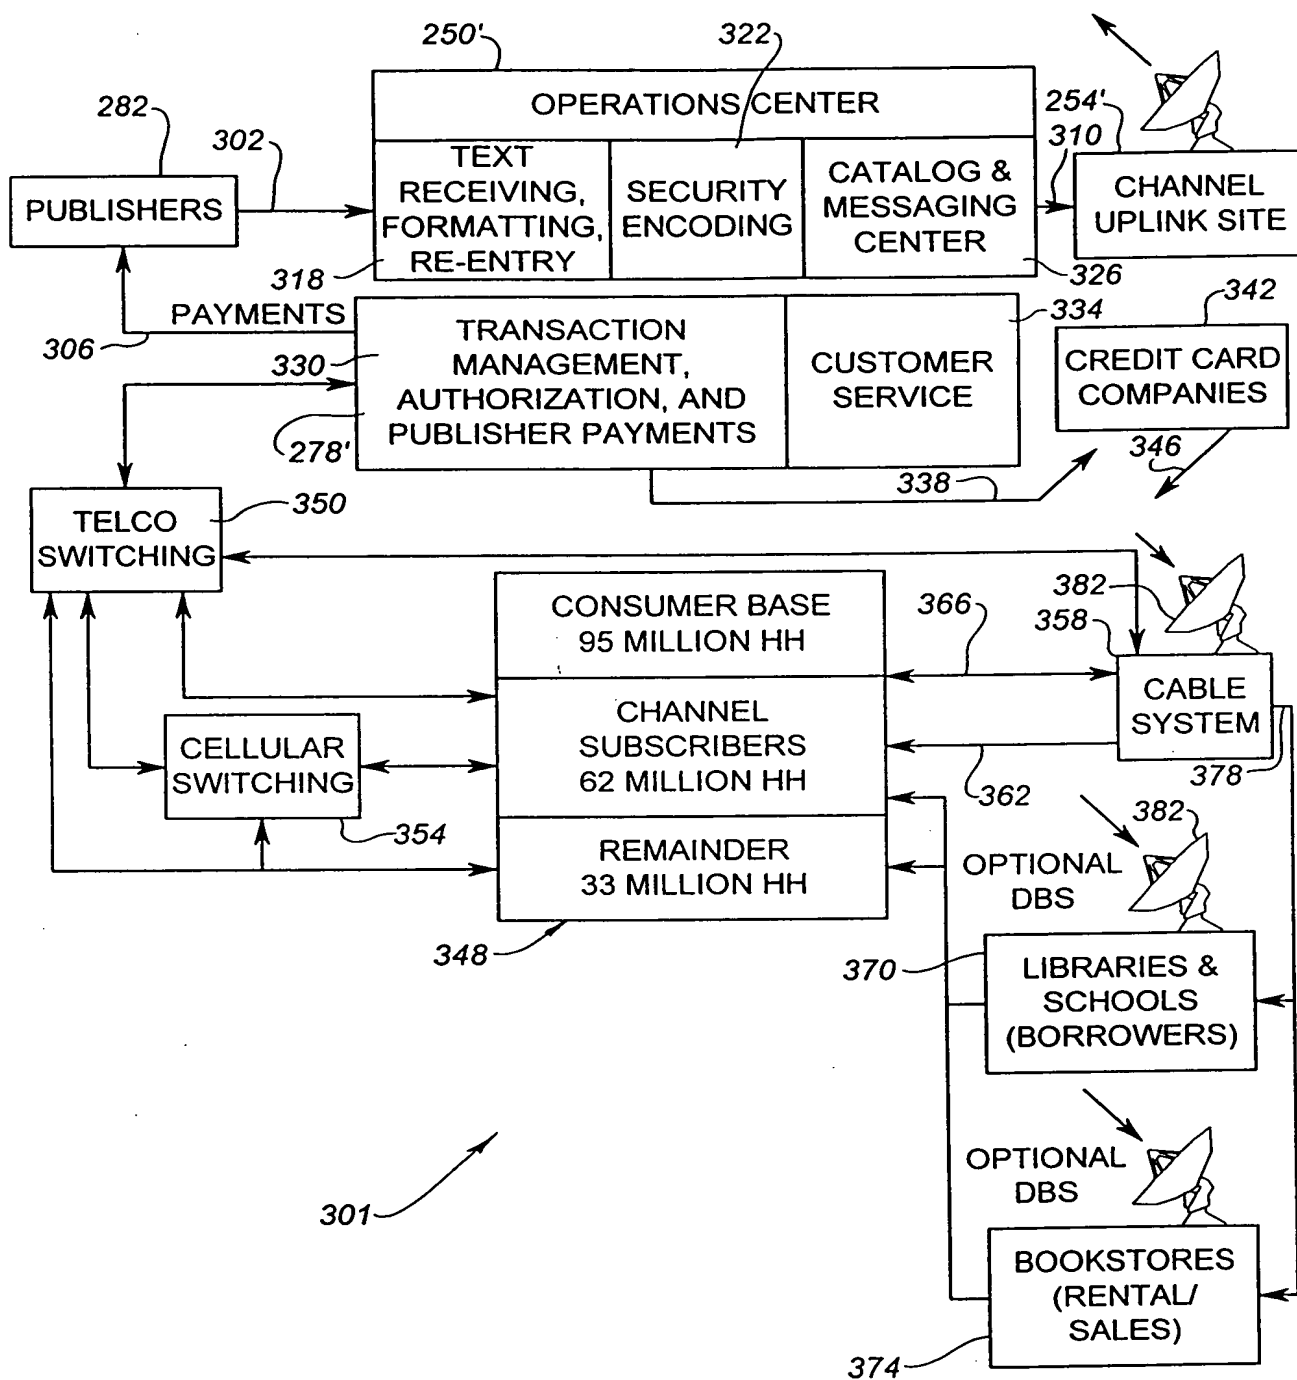 250'
322
OPERATIONS CENTER
282
302
310
254'
PUBLISHERS
TEXT
RECEIVING,
FORMATTING,
RE-ENTRY
318
SECURITY
ENCODING
CATALOG &
MESSAGING
CENTER
326
CHANNEL
UPLINK SITE
PAYMENTS
306
330
TRANSACTION
MANAGEMENT,
AUTHORIZATION, AND
PUBLISHER PAYMENTS
278'
CUSTOMER
SERVICE
334
342
CREDIT CARD
COMPANIES
346
338
350
TELCO
SWITCHING
CONSUMER BASE
95 MILLION HH
366
382
358
CHANNEL
SUBSCRIBERS
62 MILLION HH
CABLE
SYSTEM
378
362
CELLULAR
SWITCHING
354
REMAINDER
33 MILLION HH
348
382
OPTIONAL
DBS
370
LIBRARIES &
SCHOOLS
(BORROWERS)
OPTIONAL
DBS
301
BOOKSTORES
(RENTAL/
SALES)
374